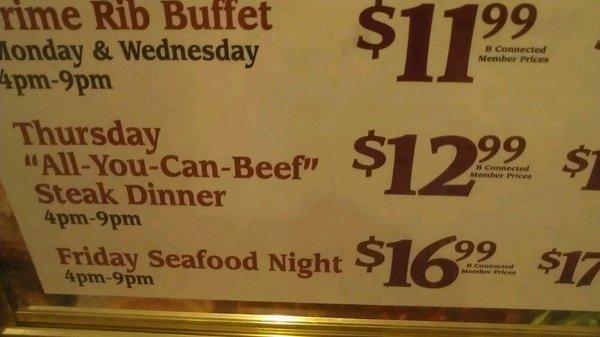 rime Rib Buffet
Monday & Wednesday
4pm-9pm
$11.99
B Connected
Member Prices
Thursday
"All-You-Can-Beef"
Steak Dinner
4pm-9pm
$12.99
B Connected
Member Prices
$1
Friday Seafood Night
4pm-9pm
$16.99
B Connected
Member Prices
$17